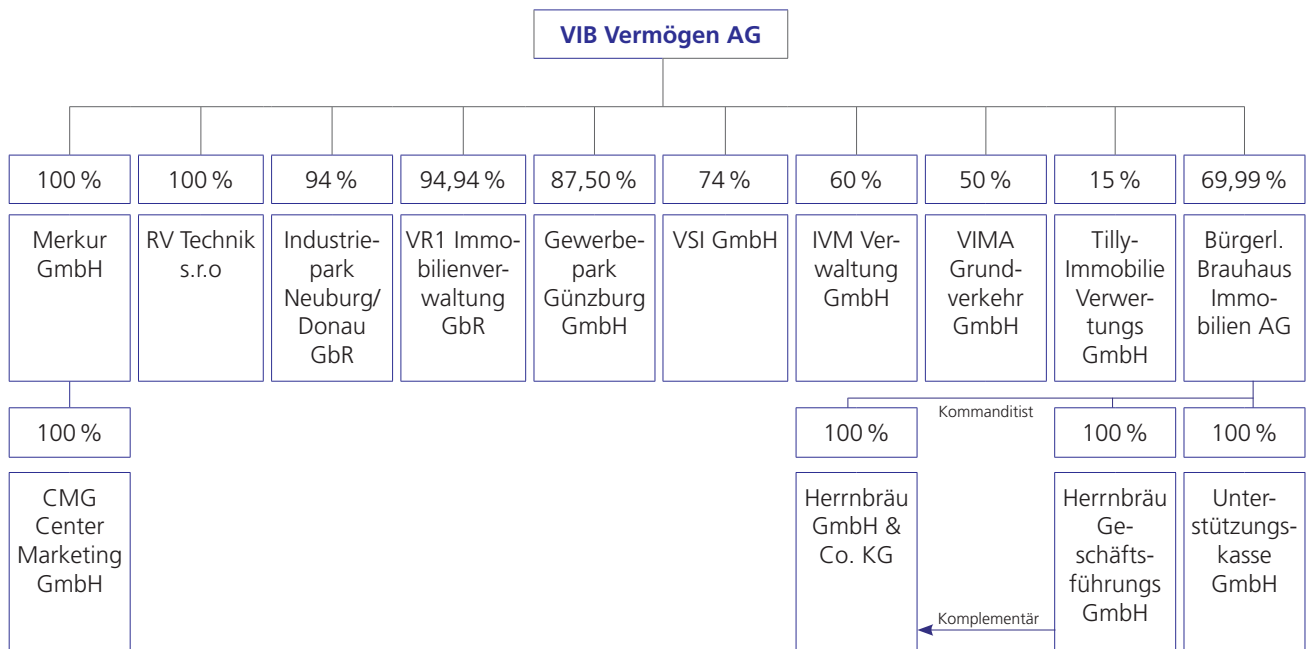 VIB Vermögen AG
100 %
100 %
94 %
94,94 %
87,50 %
74 %
60 %
50 %
15 %
69,99 %
Merkur
GmbH
RV Technik
s.r.o
Industrie-
park
Neuburg/
Donau
GbR
VR1 Immo-
bilienver-
waltung
GbR
Gewerbe-
park
Günzburg
GmbH
VSI GmbH
IVM Ver-
waltung
GmbH
VIMA
Grund-
verkehr
GmbH
Tilly-
Immobilie
Verwer-
tungs
GmbH
Bürgerl.
Brauhaus
Immo-
bilien AG
Kommanditist
100 %
100 %
100 %
100 %
CMG
Center
Marketing
GmbH
Herrnbräu
GmbH &
Co. KG
Herrnbräu
Ge-
schäfts-
führungs
GmbH
Unter-
stützungs-
kasse
GmbH
Komplementär